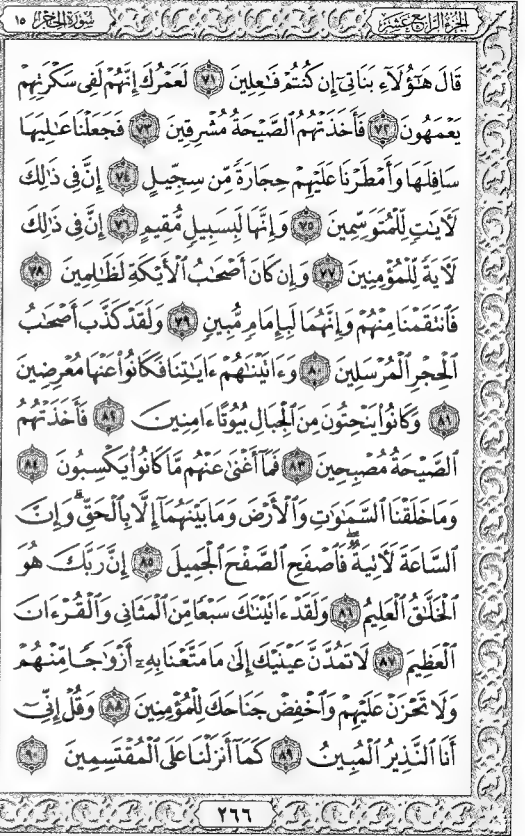 الجزء الرابع عشر
سورة الحجر ١٥
قَالَ هَٰٓؤُلَآءِ بَنَاتِىٓ إِن كُنتُمْ فَٰعِلِينَ ٧١ لَعَمْرُكَ إِنَّهُمْ لَفِى سَكْرَتِهِمْ
يَعْمَهُونَ ٧٢ فَأَخَذَتْهُمُ ٱلصَّيْحَةُ مُشْرِقِينَ ٧٣ فَجَعَلْنَا عَٰلِيَهَا
سَافِلَهَا وَأَمْطَرْنَا عَلَيْهِمْ حِجَارَةً مِّن سِجِّيلٍ ٧٤ إِنَّ فِى ذَٰلِكَ
لَءَايَٰتٍ لِّلْمُتَوَسِّمِينَ ٧٥ وَإِنَّهَا لَبِسَبِيلٍ مُّقِيمٍ ٧٦ إِنَّ فِى ذَٰلِكَ
لَءَايَةً لِّلْمُؤْمِنِينَ ٧٧ وَإِن كَانَ أَصْحَٰبُ ٱلْأَيْكَةِ لَظَٰلِمِينَ ٧٨
فَٱنتَقَمْنَا مِنْهُمْ وَإِنَّهُمَا لَبِإِمَامٍ مُّبِينٍ ٧٩ وَلَقَدْ كَذَّبَ أَصْحَٰبُ
ٱلْحِجْرِ ٱلْمُرْسَلِينَ ٨٠ وَءَاتَيْنَٰهُمْ ءَايَٰتِنَا فَكَانُوا۟ عَنْهَا مُعْرِضِينَ
٨١ وَكَانُوا۟ يَنْحِتُونَ مِنَ ٱلْجِبَالِ بُيُوتًا ءَامِنِينَ ٨٢ فَأَخَذَتْهُمُ
ٱلصَّيْحَةُ مُصْبِحِينَ ٨٣ فَمَآ أَغْنَىٰ عَنْهُم مَّا كَانُوا۟ يَكْسِبُونَ ٨٤
وَمَا خَلَقْنَا ٱلسَّمَٰوَٰتِ وَٱلْأَرْضَ وَمَا بَيْنَهُمَآ إِلَّا بِٱلْحَقِّ ۗ وَإِنَّ
ٱلسَّاعَةَ لَءَاتِيَةٌ ۖ فَٱصْفَحِ ٱلصَّفْحَ ٱلْجَمِيلَ ٨٥ إِنَّ رَبَّكَ هُوَ
ٱلْخَلَّٰقُ ٱلْعَلِيمُ ٨٦ وَلَقَدْ ءَاتَيْنَٰكَ سَبْعًا مِّنَ ٱلْمَثَانِى وَٱلْقُرْءَانَ
ٱلْعَظِيمَ ٨٧ لَا تَمُدَّنَّ عَيْنَيْكَ إِلَىٰ مَا مَتَّعْنَا بِهِۦٓ أَزْوَٰجًا مِّنْهُمْ
وَلَا تَحْزَنْ عَلَيْهِمْ وَٱخْفِضْ جَنَاحَكَ لِلْمُؤْمِنِينَ ٨٨ وَقُلْ إِنِّىٓ
أَنَا ٱلنَّذِيرُ ٱلْمُبِينُ ٨٩ كَمَآ أَنزَلْنَا عَلَى ٱلْمُقْتَسِمِينَ ٩٠
٢٦٦